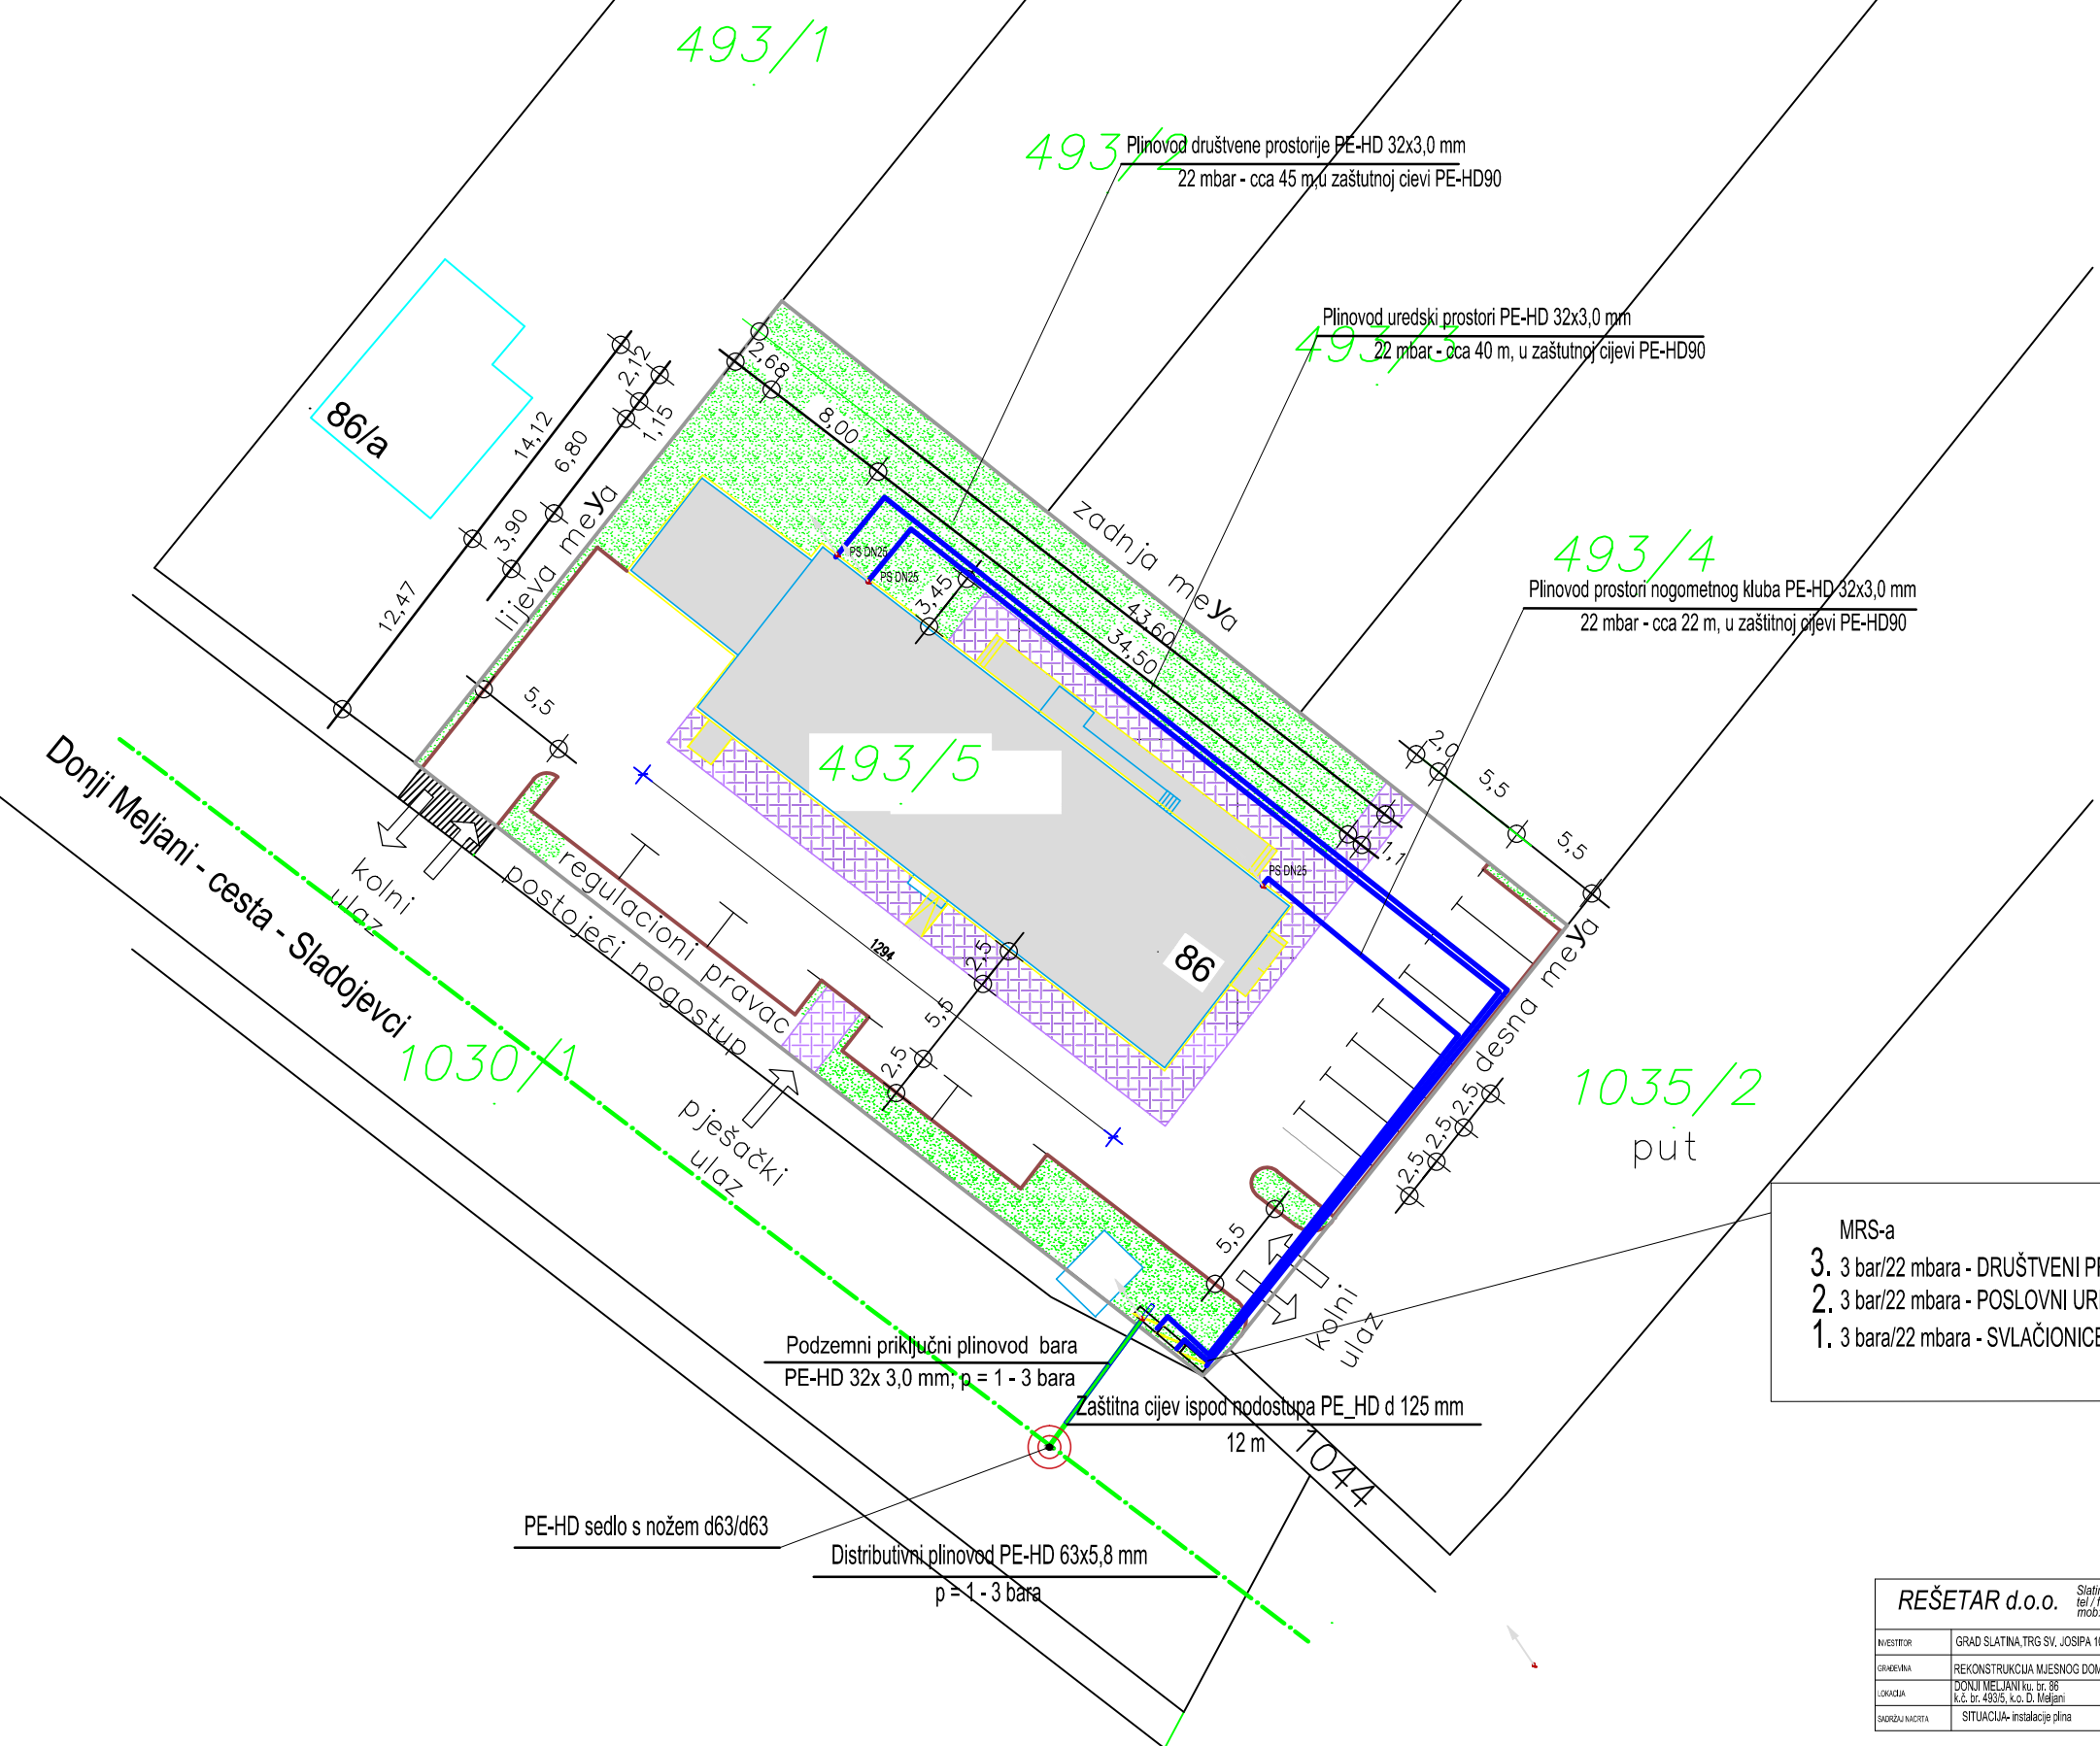 493/1
493/2
Plinovod društvene prostorije PE-HD 32x3,0 mm
22 mbar - cca 45 m,u zaštutnoj cievi PE-HD90
Plinovod uredski prostori PE-HD 32x3,0 mm
493/3
22 mbar - cca 40 m, u zaštutnoj cijevi PE-HD90
86/a
14,12
2,12
6,80
1,15
3,90
12,47
lijeva meya
2,68
8,00
zadnja meya
493/4
Plinovod prostori nogometnog kluba PE-HD 32x3,0 mm
22 mbar - cca 22 m, u zaštitnoj cijevi PE-HD90
PS DN25
PS DN25
3,45
43,60
34,50
5,5
493/5
2,0
5,5
5,5
1,1
PS DN25
Donji Meljani - cesta - Sladojevci
kolni
ulaz
regulacioni pravac
postojeći nogostup
1294
86
2,5
5,5
2,5
desna meya
1030/1
pješački
ulaz
1035/2
put
2,5
2,5
2,5
5,5
kolni
ulaz
MRS-a
3. 3 bar/22 mbara - DRUŠTVENI
2. 3 bar/22 mbara - POSLOVNI
1. 3 bara/22 mbara - SVLAČIONICE
Podzemni priključni plinovod bara
PE-HD 32x 3,0 mm, p = 1 - 3 bara
Zaštitna cijev ispod nodostupa PE_HD d 125 mm
12 m
1044
PE-HD sedlo s nožem d63/d63
Distributivni plinovod PE-HD 63x5,8 mm
p = 1 - 3 bara
REŠETAR d.o.o.
tel /
mob:
INVESTITOR GRAD SLATINA,TRG SV. JOSIPA
GRAĐEVINA REKONSTRUKCIJA MJESNOG
LOKACIJA DONJI MELJANI ku. br. 86
k.č. br. 493/5, k.o. D. Meljani
SADRŽAJ NACRTA SITUACIJA- instalacije plina